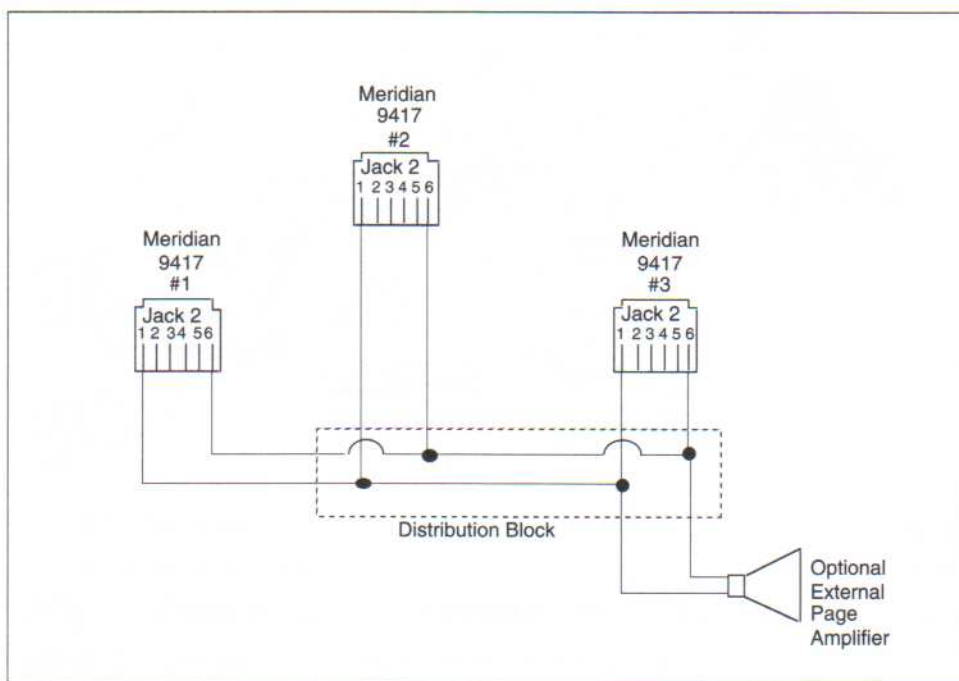 Meridian
9417
#2
Jack 2
1 2 3 4 5 6
Meridian
9417
#1
Jack 2
1 2 34 56
Meridian
9417
#3
Jack 2
1 2 3 4 5 6
Distribution Block
Optional
External
Page
Amplifier